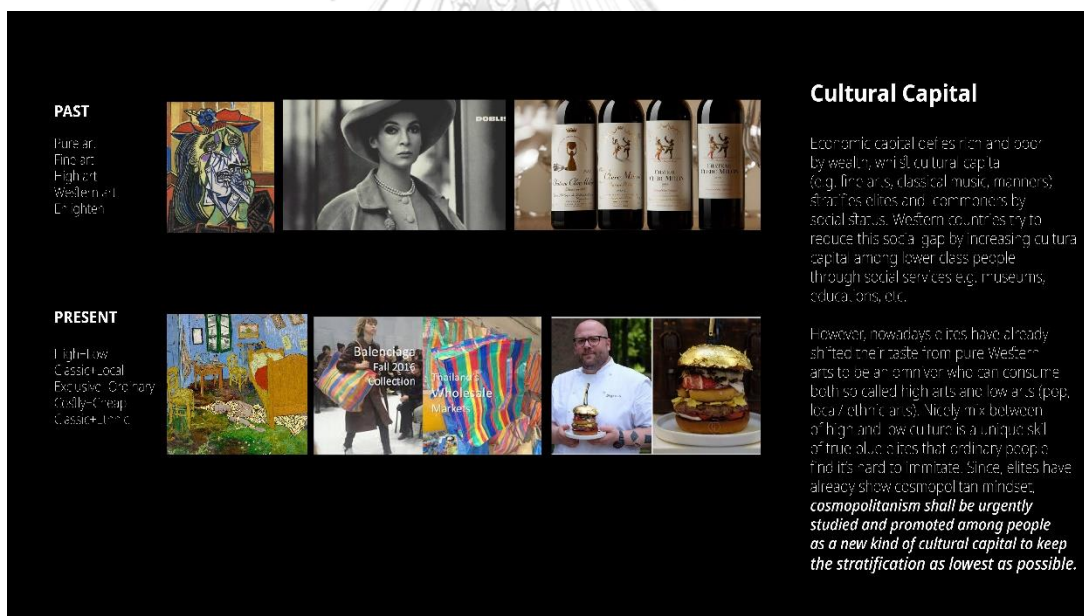 PAST
Pure art
Fine art
High art
Western art
Enlighten
PRESENT
High+Low
Classic+Local
Exclusive+Ordinary
Costly+Cheap
Classic+Ethnic
Balenciaga
Fall 2016
Collection
Thailand's
Wholesale
Markets
Cultural Capital
Economic capital defies rich and poor
by wealth, whilst cultural capital
(e.g. fine arts, classical music, manners)
stratifies elites and commoners by
social status. Western countries try to
reduce this social gap by increasing cultural
capital among lower class people
through social services e.g. museums,
educations, etc.
However, nowadays elites have already
shifted their taste from pure Western
arts to be an omnivor who can consume
both so called high arts and low arts (pop,
local/ethnic arts). Nicely mix between
of high and low culture is a unique skill
of true blue elites that ordinary people
find it's hard to immitate. Since, elites have
already show cosmopolitan mindset,
cosmopolitanism shall be urgently
studied and promoted among people
as a new kind of cultural capital to keep
the stratification as lowest as possible.